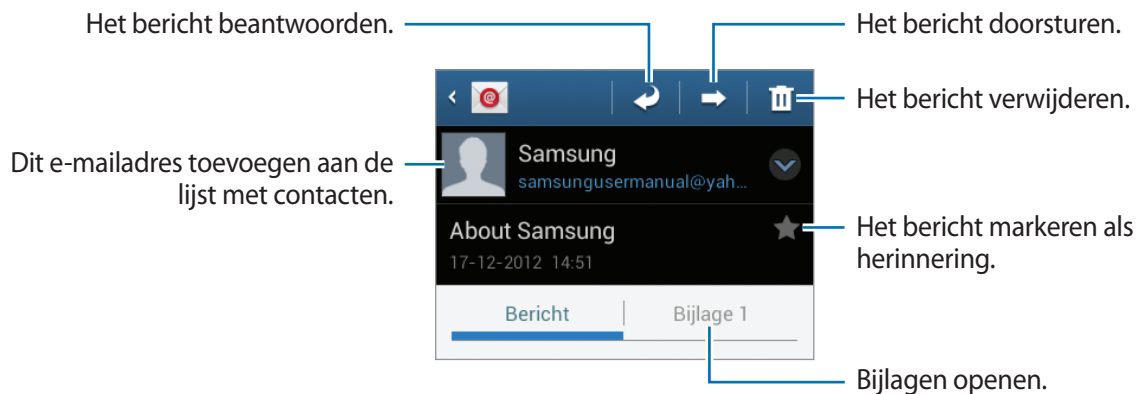 Het bericht beantwoorden.
Het bericht doorsturen.
Het bericht verwijderen.
Dit e-mailadres toevoegen aan de
lijst met contacten.
Samsung
samsungusermanual@yah...
About Samsung
17-12-2012 14:51
Het bericht markeren als
herinnering.
Bericht
Bijlage 1
Bijlagen openen.